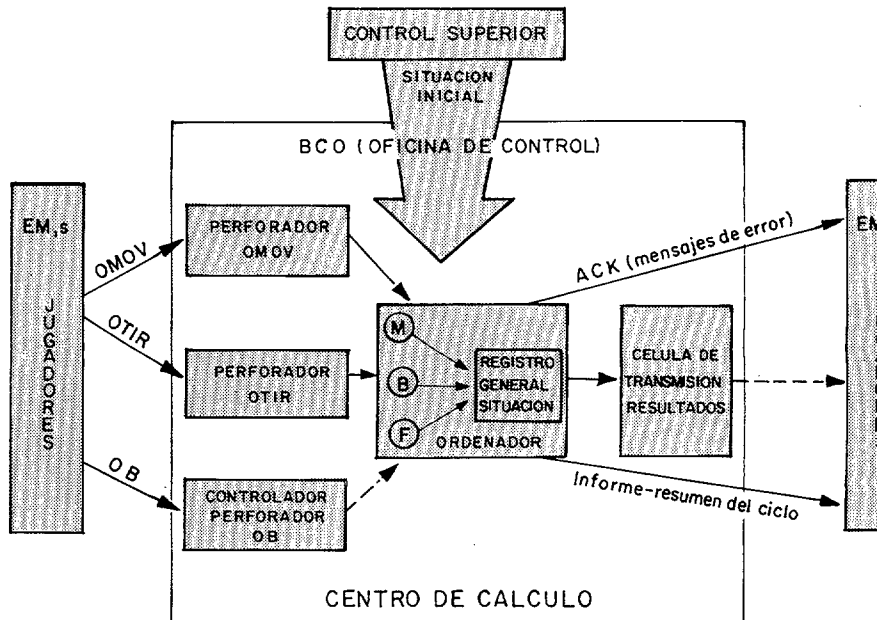 CONTROL SUPERIOR
SITUACION
INICIAL
BCO (OFICINA DE CONTROL)
EM,s
JUGADORES
OMOV
OTIR
OB
PERFORADOR
OMOV
PERFORADOR
OTIR
CONTROLADOR
PERFORADOR
OB
M
B
F
REGISTRO
GENERAL
SITUACION
ORDENADOR
ACK (mensajes de error)
CELULA DE
TRANSMISION
RESULTADOS
Informe-resumen del ciclo
EM
CENTRO DE CALCULO